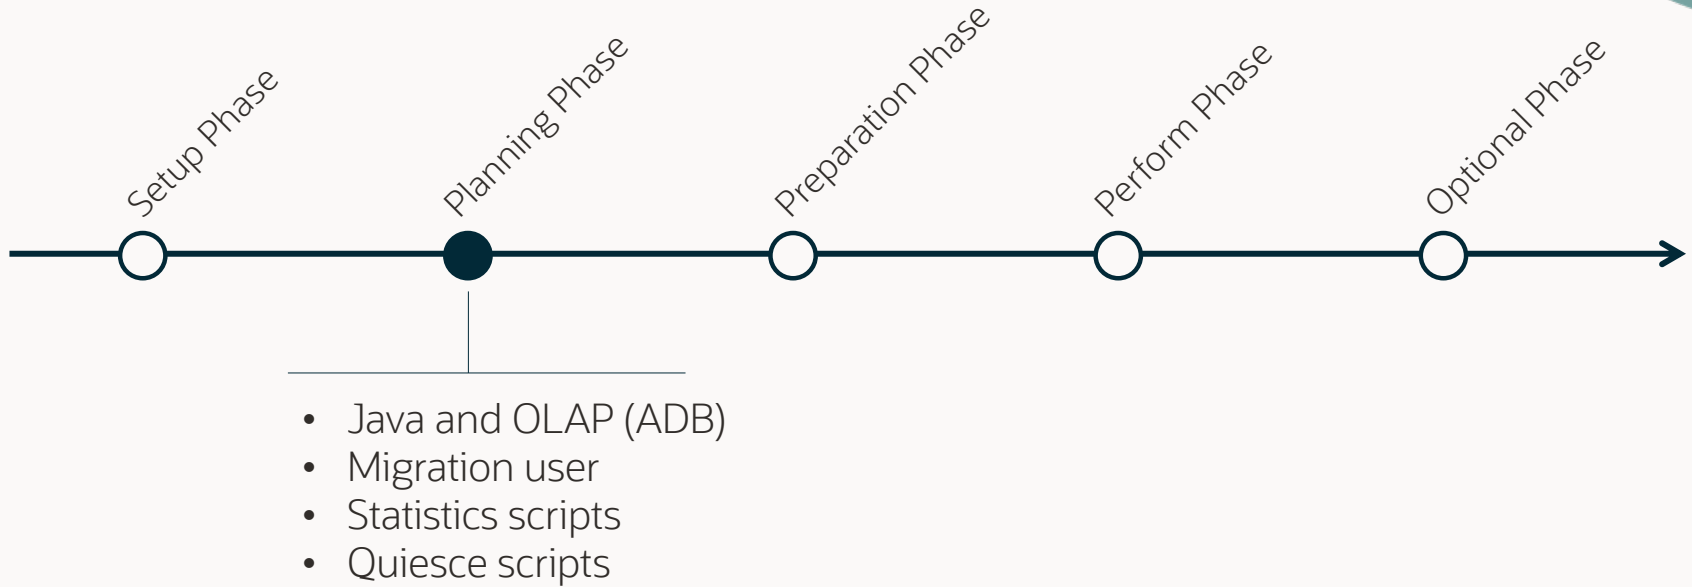 Setup Phase
Planning Phase
Preparation Phase
Perform Phase
Optional Phase
• Java and OLAP (ADB)
• Migration user
• Statistics scripts
• Quiesce scripts